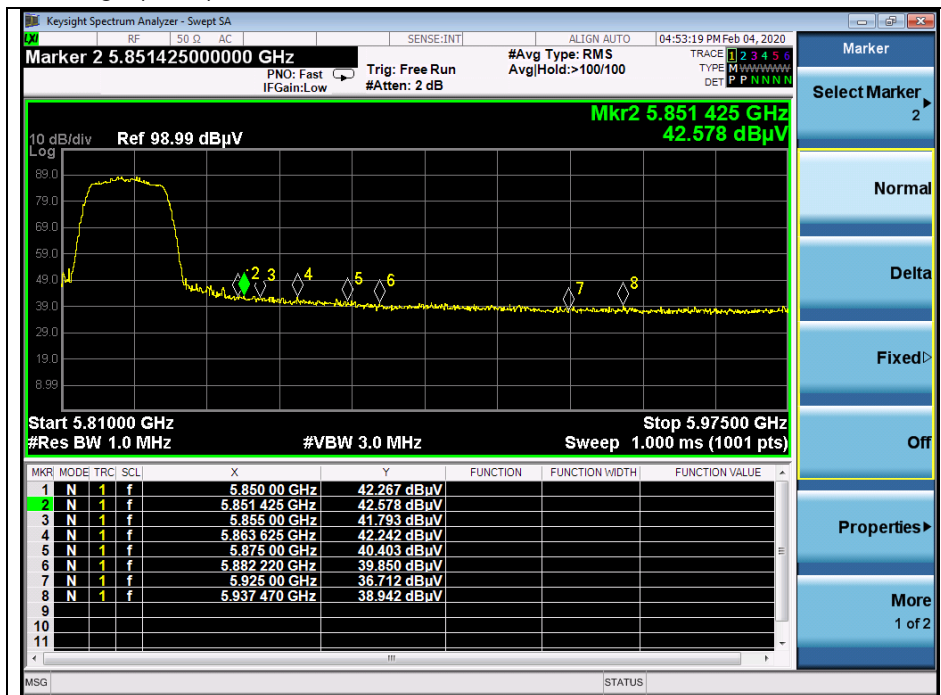 Keysight Spectrum Analyzer - Swept SA
LXI RF 50 Ω AC SENSE:INT ALIGN AUTO 04:53:19 PM Feb 04, 2020
Marker 2 5.851425000000 GHz
PNO: Fast
IFGain:Low
Trig: Free Run
#Atten: 2 dB
#Avg Type: RMS
Avg|Hold:>100/100
TRACE 1 2 3 4 5 6
TYPE M WWWWW
DET P P N N N N
Mkr2 5.851 425 GHz
42.578 dBµV
10 dB/div Ref 98.99 dBµV
Log
89.0
79.0
69.0
59.0
49.0
39.0
29.0
19.0
8.99
2 3 4 5 6 7 8
Start 5.81000 GHz Stop 5.97500 GHz
#Res BW 1.0 MHz #VBW 3.0 MHz Sweep 1.000 ms (1001 pts)
MKR MODE TRC SCL X Y FUNCTION FUNCTION WIDTH FUNCTION VALUE
1 N 1 f 5.850 00 GHz 42.267 dBµV
2 N 1 f 5.851 425 GHz 42.578 dBµV
3 N 1 f 5.855 00 GHz 41.793 dBµV
4 N 1 f 5.863 625 GHz 42.242 dBµV
5 N 1 f 5.875 00 GHz 40.403 dBµV
6 N 1 f 5.882 220 GHz 39.850 dBµV
7 N 1 f 5.925 00 GHz 36.712 dBµV
8 N 1 f 5.937 470 GHz 38.942 dBµV
9
10
11
MSG STATUS
Marker
Select Marker
2
Normal
Delta
Fixed
Off
Properties
More
1 of 2